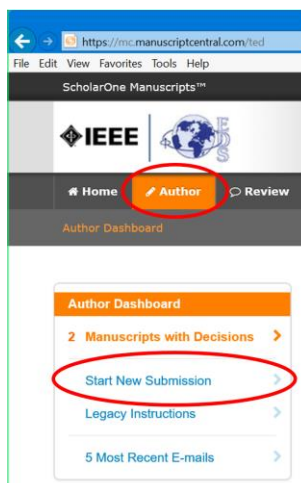 https://mc.manuscriptcentral.com/ted
File Edit View Favorites Tools Help
ScholarOne Manuscripts™
IEEE EDS
Home Author Review
Author Dashboard
Author Dashboard
2 Manuscripts with Decisions
Start New Submission
Legacy Instructions
5 Most Recent E-mails